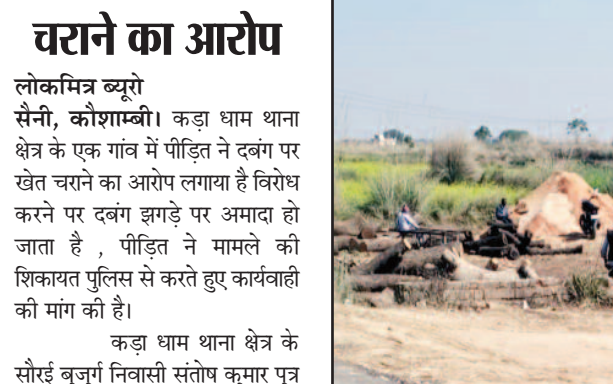 चराने का आरोप
लोकमित्र ब्यूरो
सैनी, कौशाम्बी। कड़ा धाम थाना
क्षेत्र के एक गांव में पीड़ित ने दबंग पर
खेत चराने का आरोप लगाया है विरोध
करने पर दबंग झगड़े पर अमादा हो
जाता है , पीड़ित ने मामले की
शिकायत पुलिस से करते हुए कार्यवाही
की मांग की है।
कड़ा धाम थाना क्षेत्र के
सौरई बुजुर्ग निवासी संतोष कुमार पुत्र